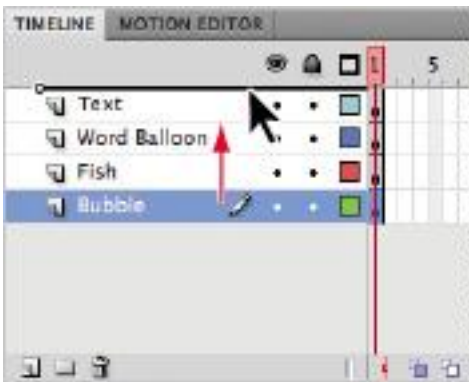 TIMELINE MOTION EDITOR
1 5
Text
Word Balloon
Fish
Bubble